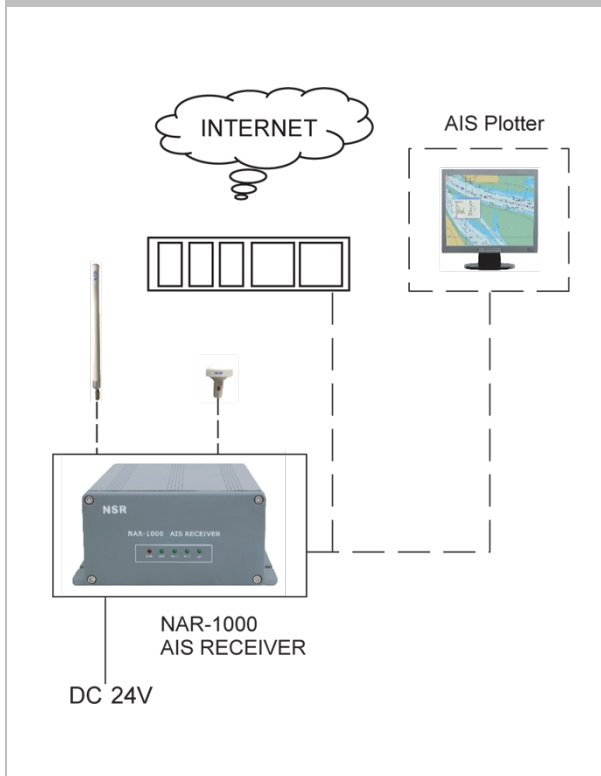 INTERNET
AIS Plotter
NSR
NAR-1000 AIS RECEIVER
NAR-1000
AIS RECEIVER
DC 24V